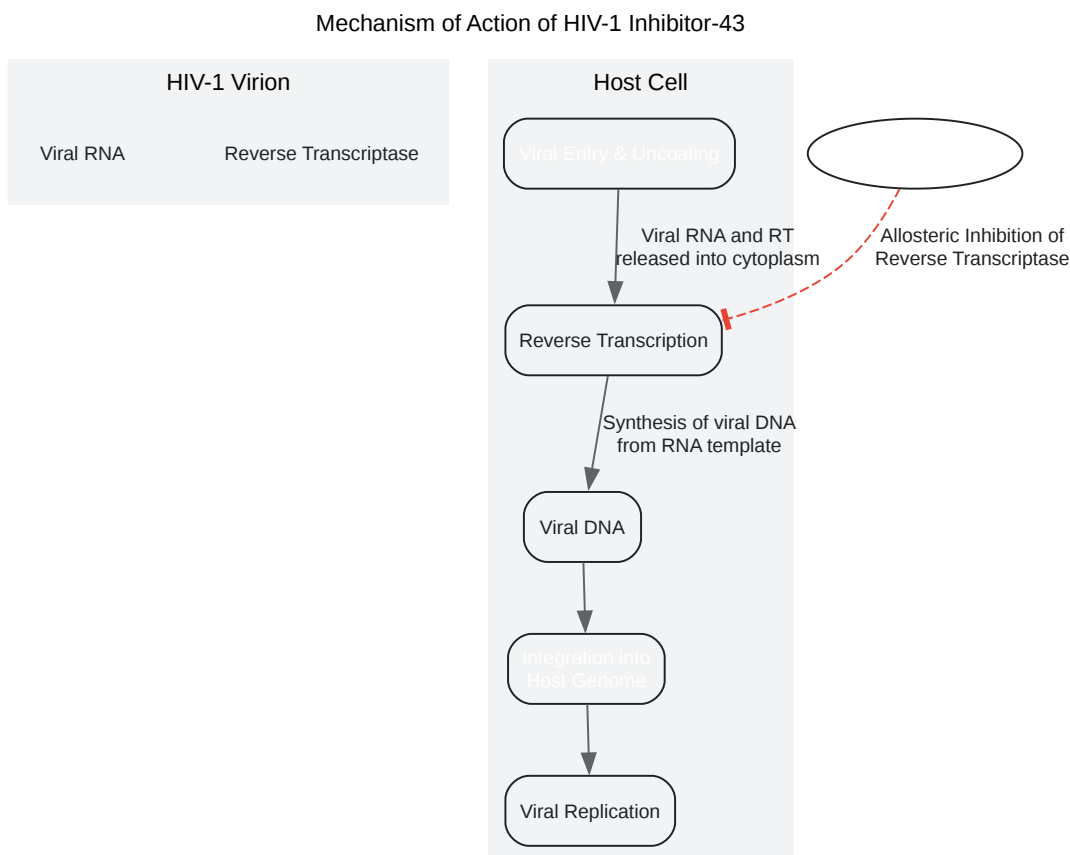 Mechanism of Action of HIV-1 Inhibitor-43
HIV-1 Virion
Viral RNA
Reverse Transcriptase
Host Cell
Viral Entry & Uncoating
Viral RNA and RT
released into cytoplasm
Allosteric Inhibition of
Reverse Transcriptase
Reverse Transcription
Synthesis of viral DNA
from RNA template
Viral DNA
Integration into
Host Genome
Viral Replication